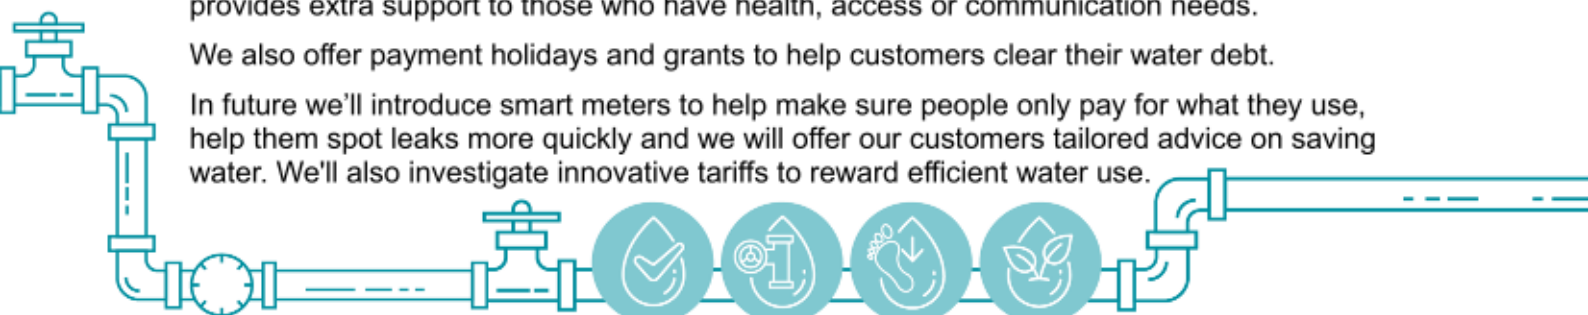 provides extra support to those who have health, access or communication needs.
We also offer payment holidays and grants to help customers clear their water debt.
In future we’ll introduce smart meters to help make sure people only pay for what they use,
help them spot leaks more quickly and we will offer our customers tailored advice on saving
water. We'll also investigate innovative tariffs to reward efficient water use.